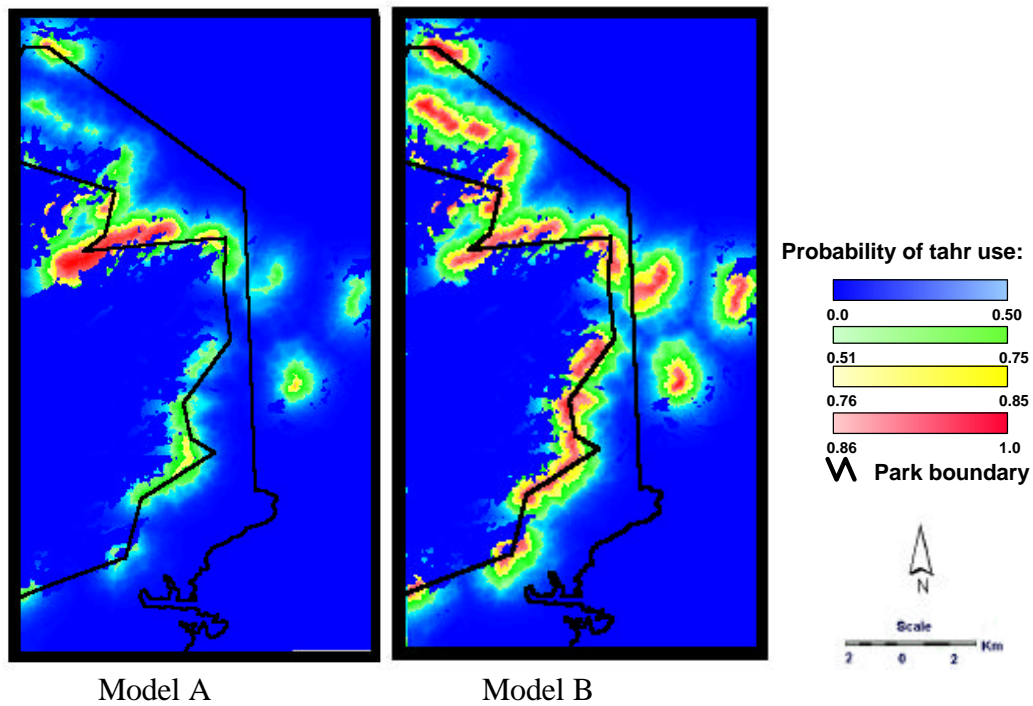 Probability of tahr use:
0.0 0.50
0.51 0.75
0.76 0.85
0.86 1.0
Park boundary
N
Scale
2 0 2 Km
Model A Model B